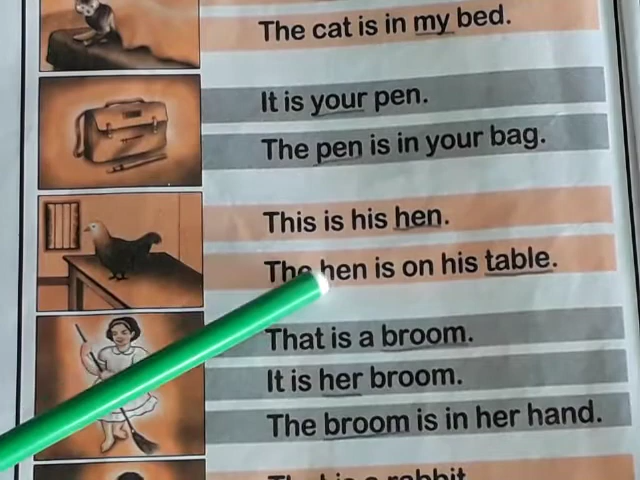 The cat is in my bed.
It is your pen.
The pen is in your bag.
This is his hen.
The hen is on his table.
That is a broom.
It is her broom.
The broom is in her hand.
rabbit